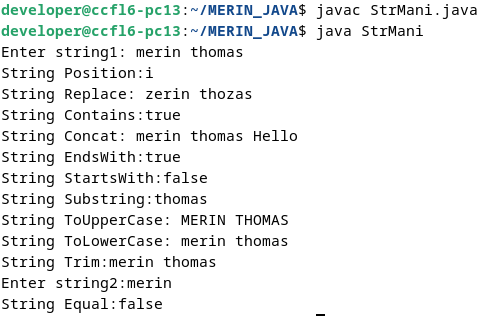 developer@ccfl6-pc13:~/MERIN_JAVA$ javac StrMani.java
developer@ccfl6-pc13:~/MERIN_JAVA$ java StrMani
Enter string1: merin thomas
String Position:i
String Replace: zerin thozas
String Contains:true
String Concat: merin thomas Hello
String EndsWith:true
String StartsWith:false
String Substring:thomas
String ToUpperCase: MERIN THOMAS
String ToLowerCase: merin thomas
String Trim:merin thomas
Enter string2:merin
String Equal:false